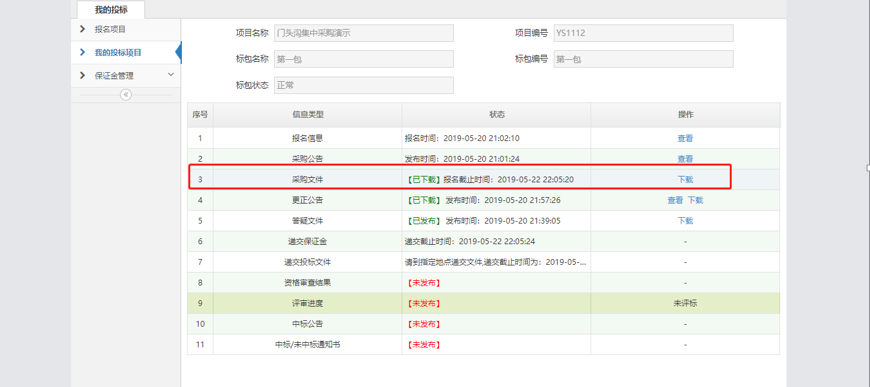 我的投标
报名项目
我的投标项目
保证金管理
项目名称 门头沟集中采购演示 项目编号 YS1112
标包名称 第一包 标包编号 第一包
标包状态 正常
序号 信息类型 状态 操作
1 报名信息 报名时间：2019-05-20 21:02:10 查看
2 采购公告 发布时间：2019-05-20 21:01:24 查看
3 采购文件 【已下载】报名截止时间：2019-05-22 22:05:20 下载
4 更正公告 【已下载】发布时间：2019-05-20 21:57:26 查看 下载
5 答疑文件 【已发布】发布时间：2019-05-20 21:39:05 下载
6 递交保证金 递交截止时间：2019-05-22 22:05:24 -
7 递交投标文件 请到指定地点递交文件,递交截止时间为：2019-05-... -
8 资格审查结果 【未发布】 -
9 评审进度 【未发布】 未评标
10 中标公告 【未发布】 -
11 中标/未中标通知书 【未发布】 -